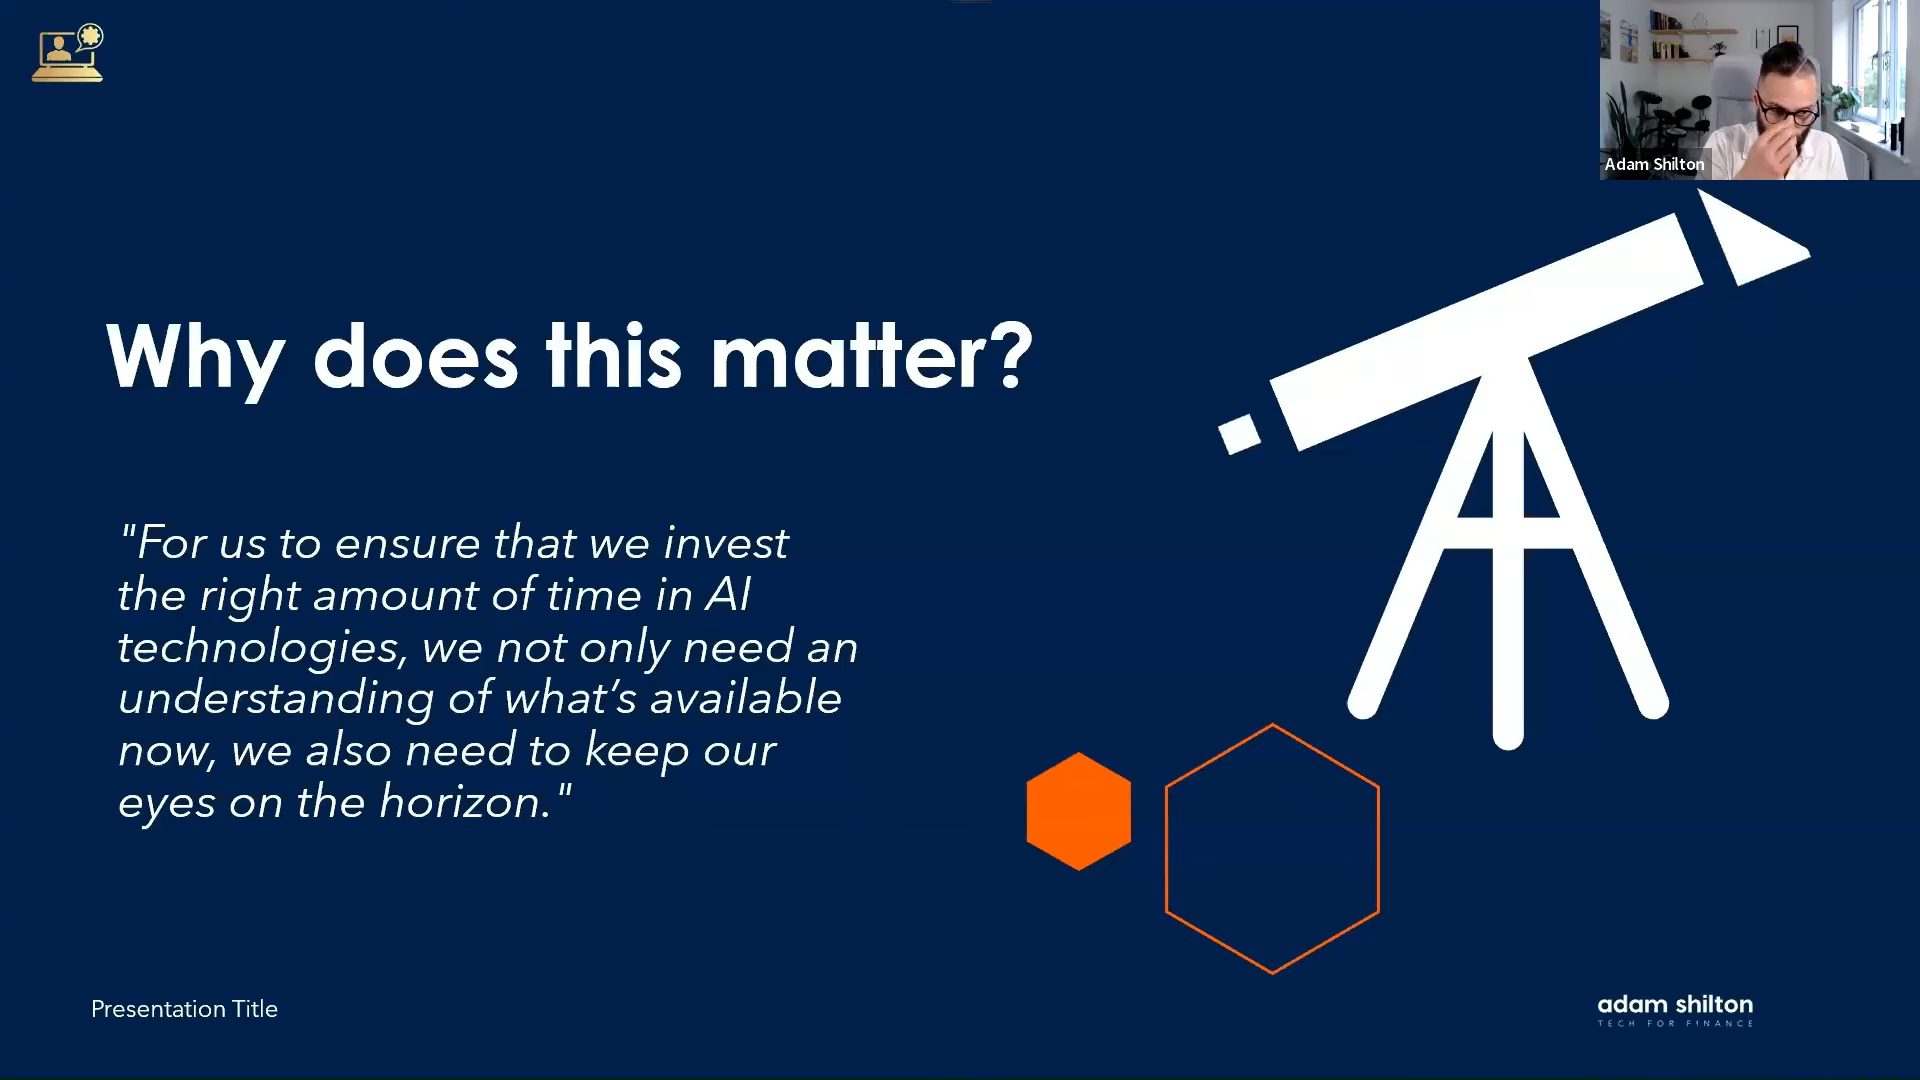 Adam Shilton
Why does this matter?
"For us to ensure that we invest
the right amount of time in AI
technologies, we not only need an
understanding of what’s available
now, we also need to keep our
eyes on the horizon."
Presentation Title
adam shilton
TECH FOR FINANCE